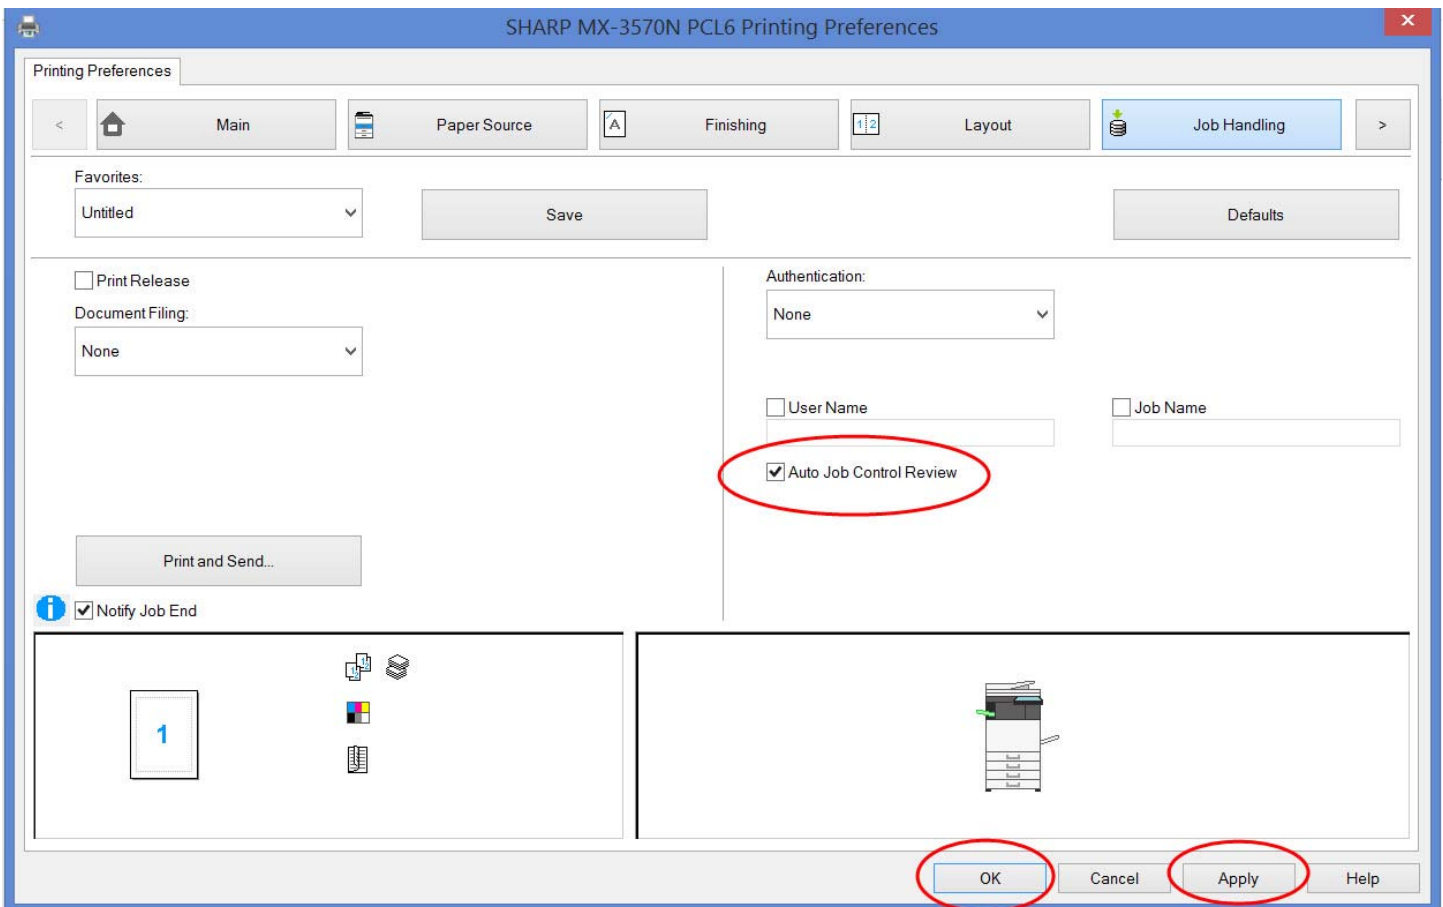 SHARP MX-3570N PCL6 Printing Preferences
Printing Preferences
< Main Paper Source Finishing Layout Job Handling >
Favorites:
Untitled Save Defaults
Print Release
Document Filing:
None
Authentication:
None
User Name Job Name
Auto Job Control Review
Print and Send...
Notify Job End
1
OK Cancel Apply Help